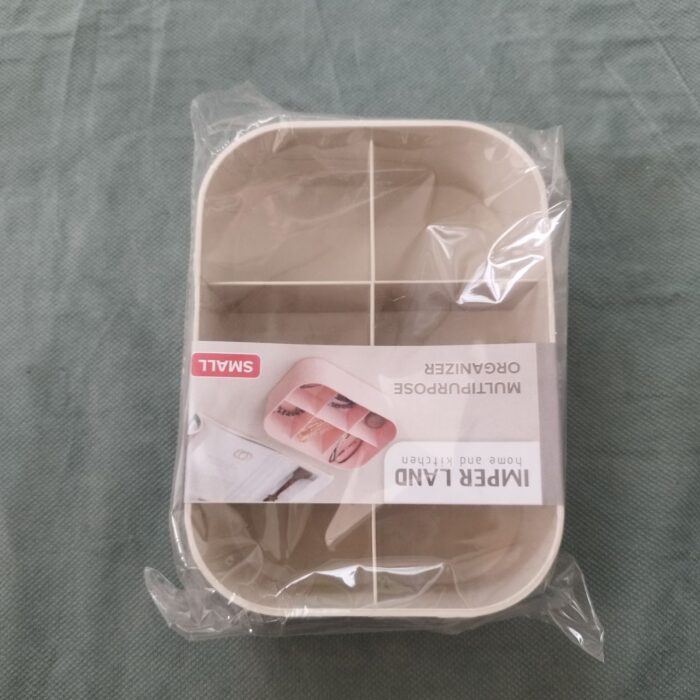 IMPER LAND
home and kitchen
MULTIPURPOSE
ORGANIZER
SMALL